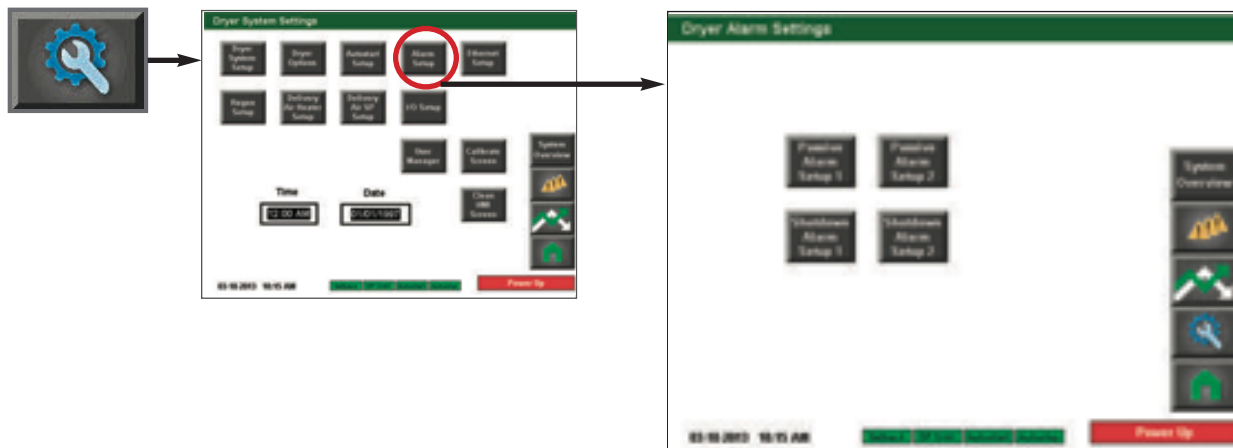 Dryer System Settings
Dryer
System
Setup
Dryer
Options
Autostart
Setup
Alarm
Setup
Ethernet
Setup
Regen
Setup
Delivery
Air Heater
Setup
Delivery
Air SP
Setup
I/O Setup
User
Manager
Calibrate
Screen
System
Overview
Time
Date
12:00 AM
01/01/1997
Clean
HMI
Screen
03-18-2013 10:15 AM
Power Up
Dryer Alarm Settings
Passive
Alarm
Setup 1
Passive
Alarm
Setup 2
Shutdown
Alarm
Setup 1
Shutdown
Alarm
Setup 2
System
Overview
03-18-2013 10:15 AM
Power Up